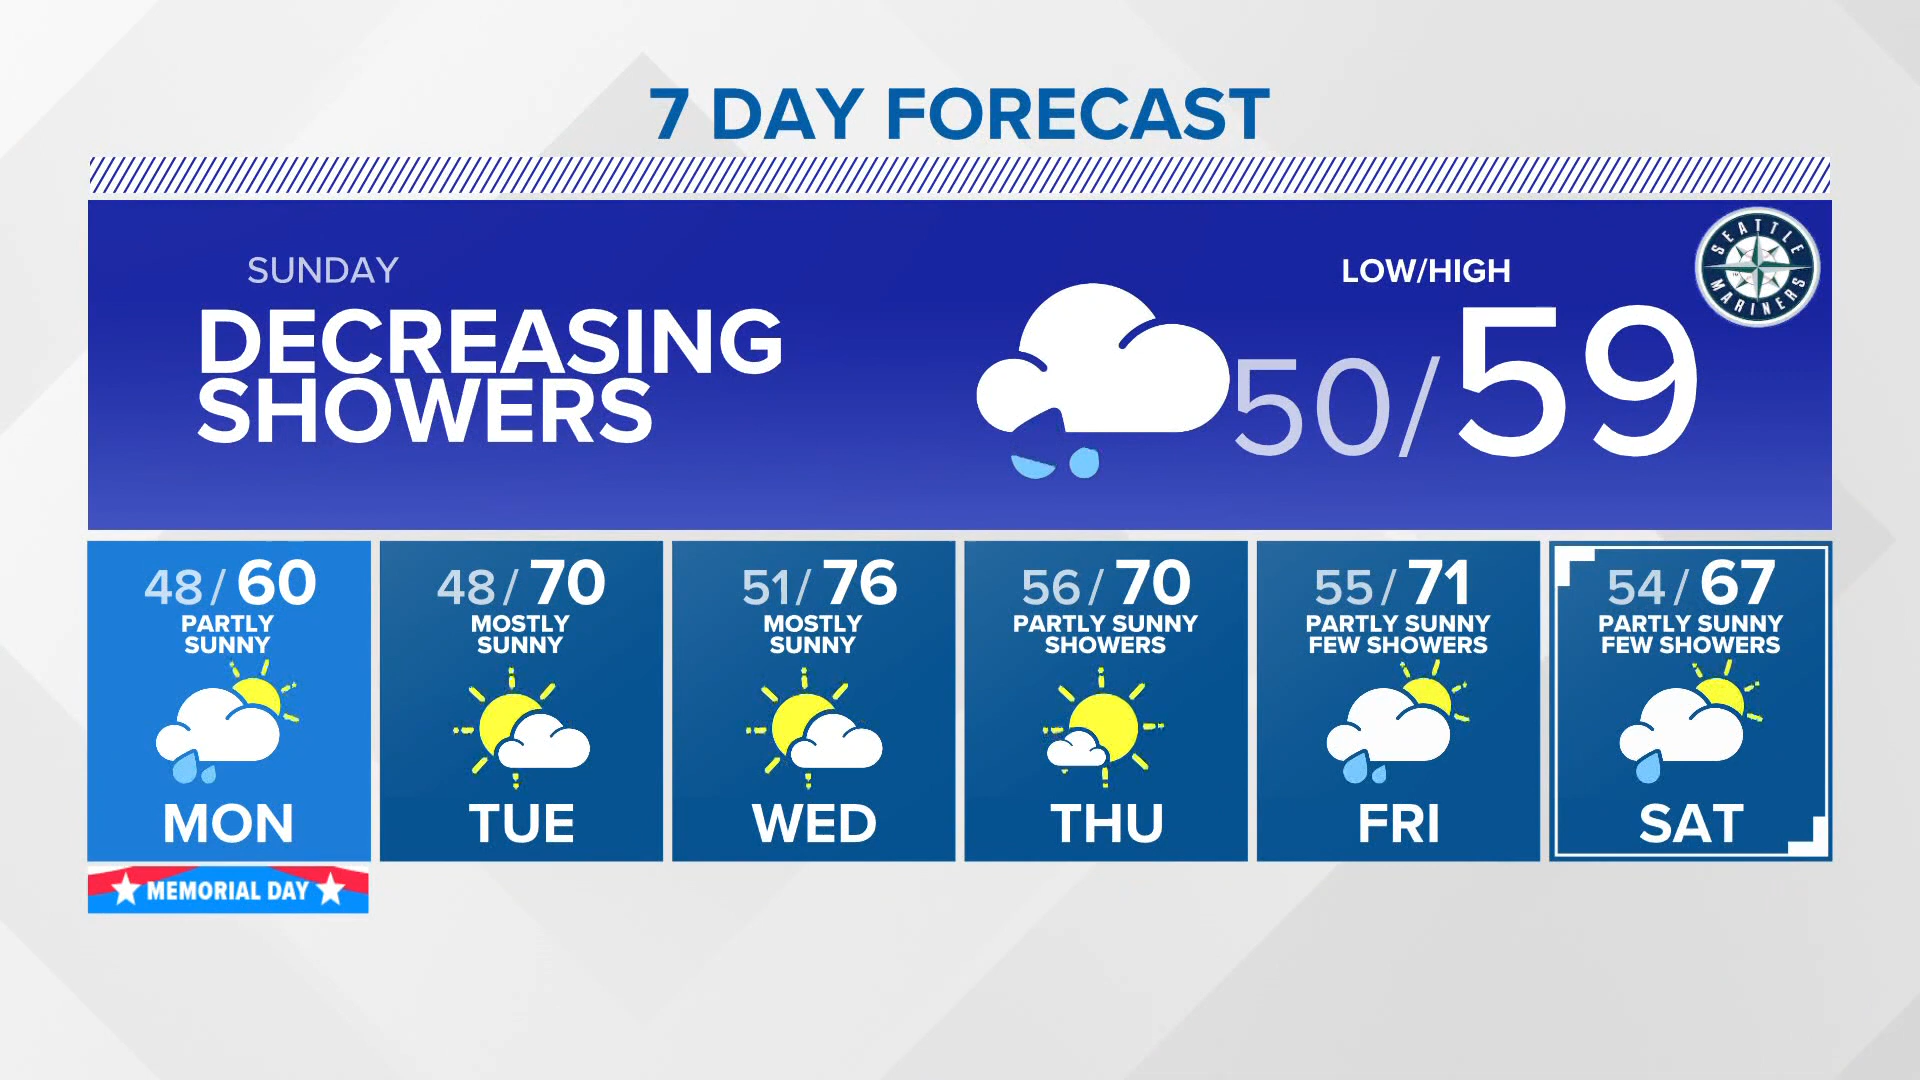 7 DAY FORECAST
SUNDAY
DECREASING
SHOWERS
LOW/HIGH
50/59
SEATTLE
MARINERS
48/60
PARTLY
SUNNY
MON
MEMORIAL DAY
48/70
MOSTLY
SUNNY
TUE
51/76
MOSTLY
SUNNY
WED
56/70
PARTLY SUNNY
SHOWERS
THU
55/71
PARTLY SUNNY
FEW SHOWERS
FRI
54/67
PARTLY SUNNY
FEW SHOWERS
SAT